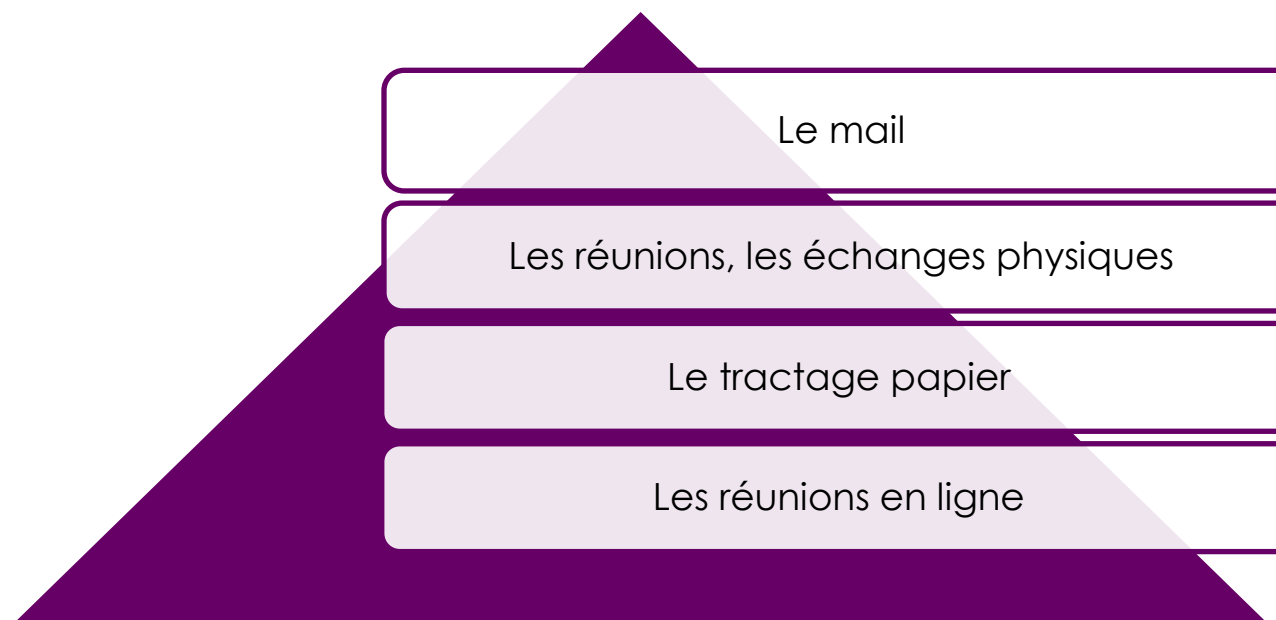 Le mail
Les réunions, les échanges physiques
Le tractage papier
Les réunions en ligne